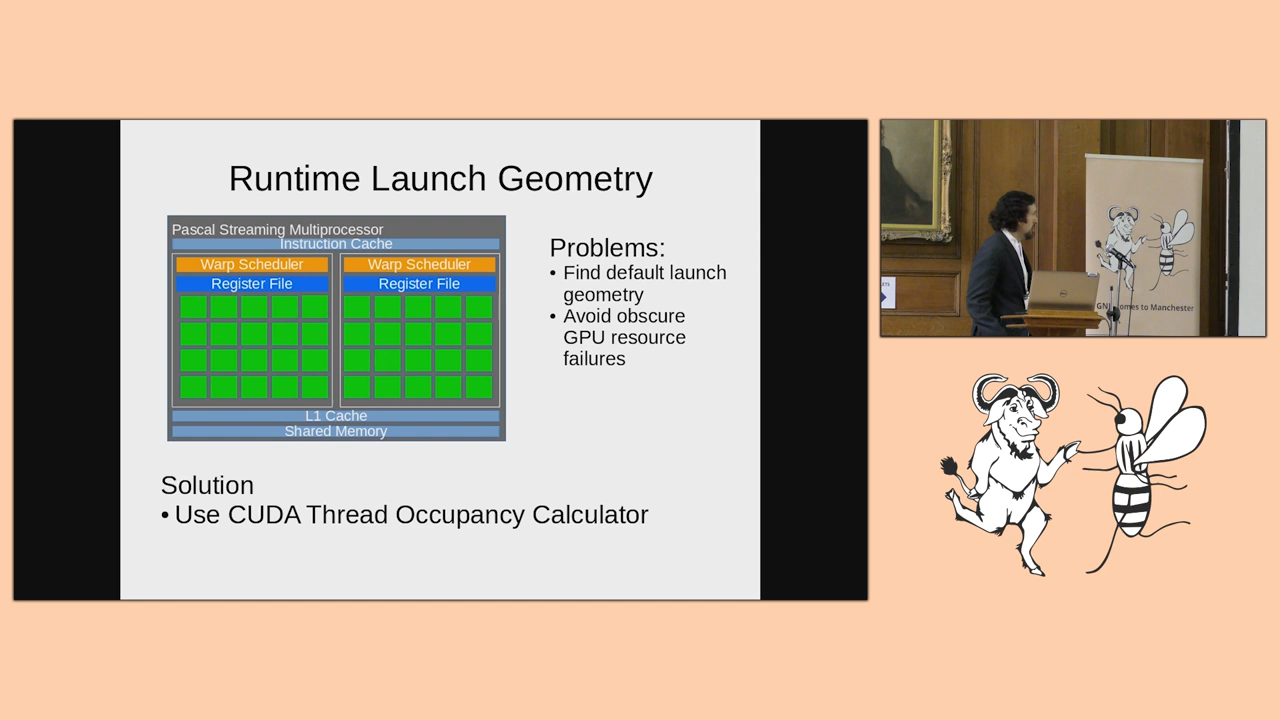 Runtime Launch Geometry
Pascal Streaming Multiprocessor
Instruction Cache
Warp Scheduler
Warp Scheduler
Register File
Register File
L1 Cache
Shared Memory
Problems:
• Find default launch
geometry
• Avoid obscure
GPU resource
failures
Solution
• Use CUDA Thread Occupancy Calculator
to Manchester